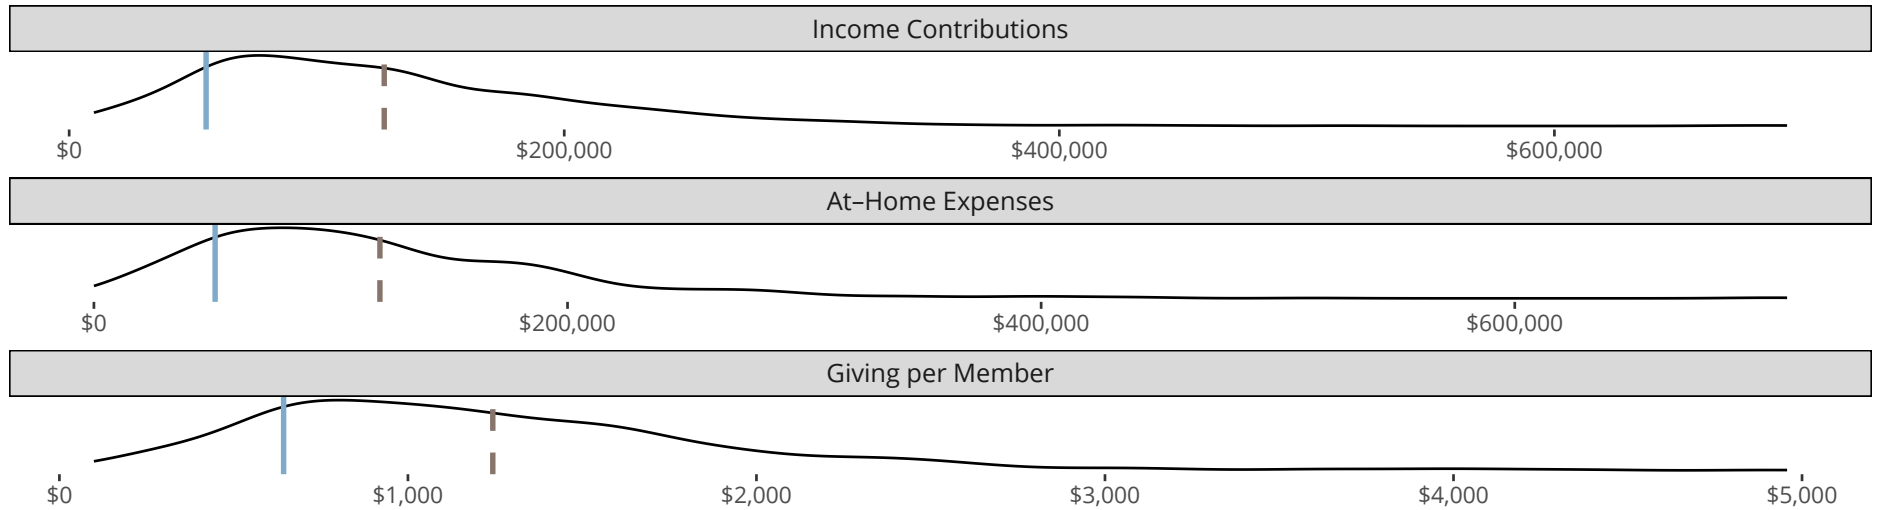 Income Contributions
$0 $200,000 $400,000 $600,000
At–Home Expenses
$0 $200,000 $400,000 $600,000
Giving per Member
$0 $1,000 $2,000 $3,000 $4,000 $5,000